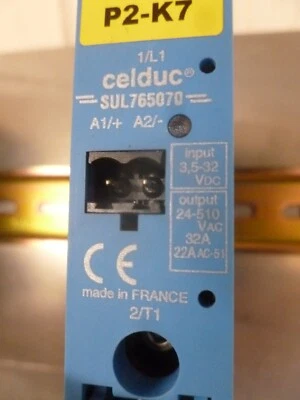 P2-K7
1/L1
celduc®
SUL765070
A1/+ A2/-
input
3,5-32
VDC
output
24-510
VAC
32A
22A AC-51
CE
made in FRANCE
2/T1